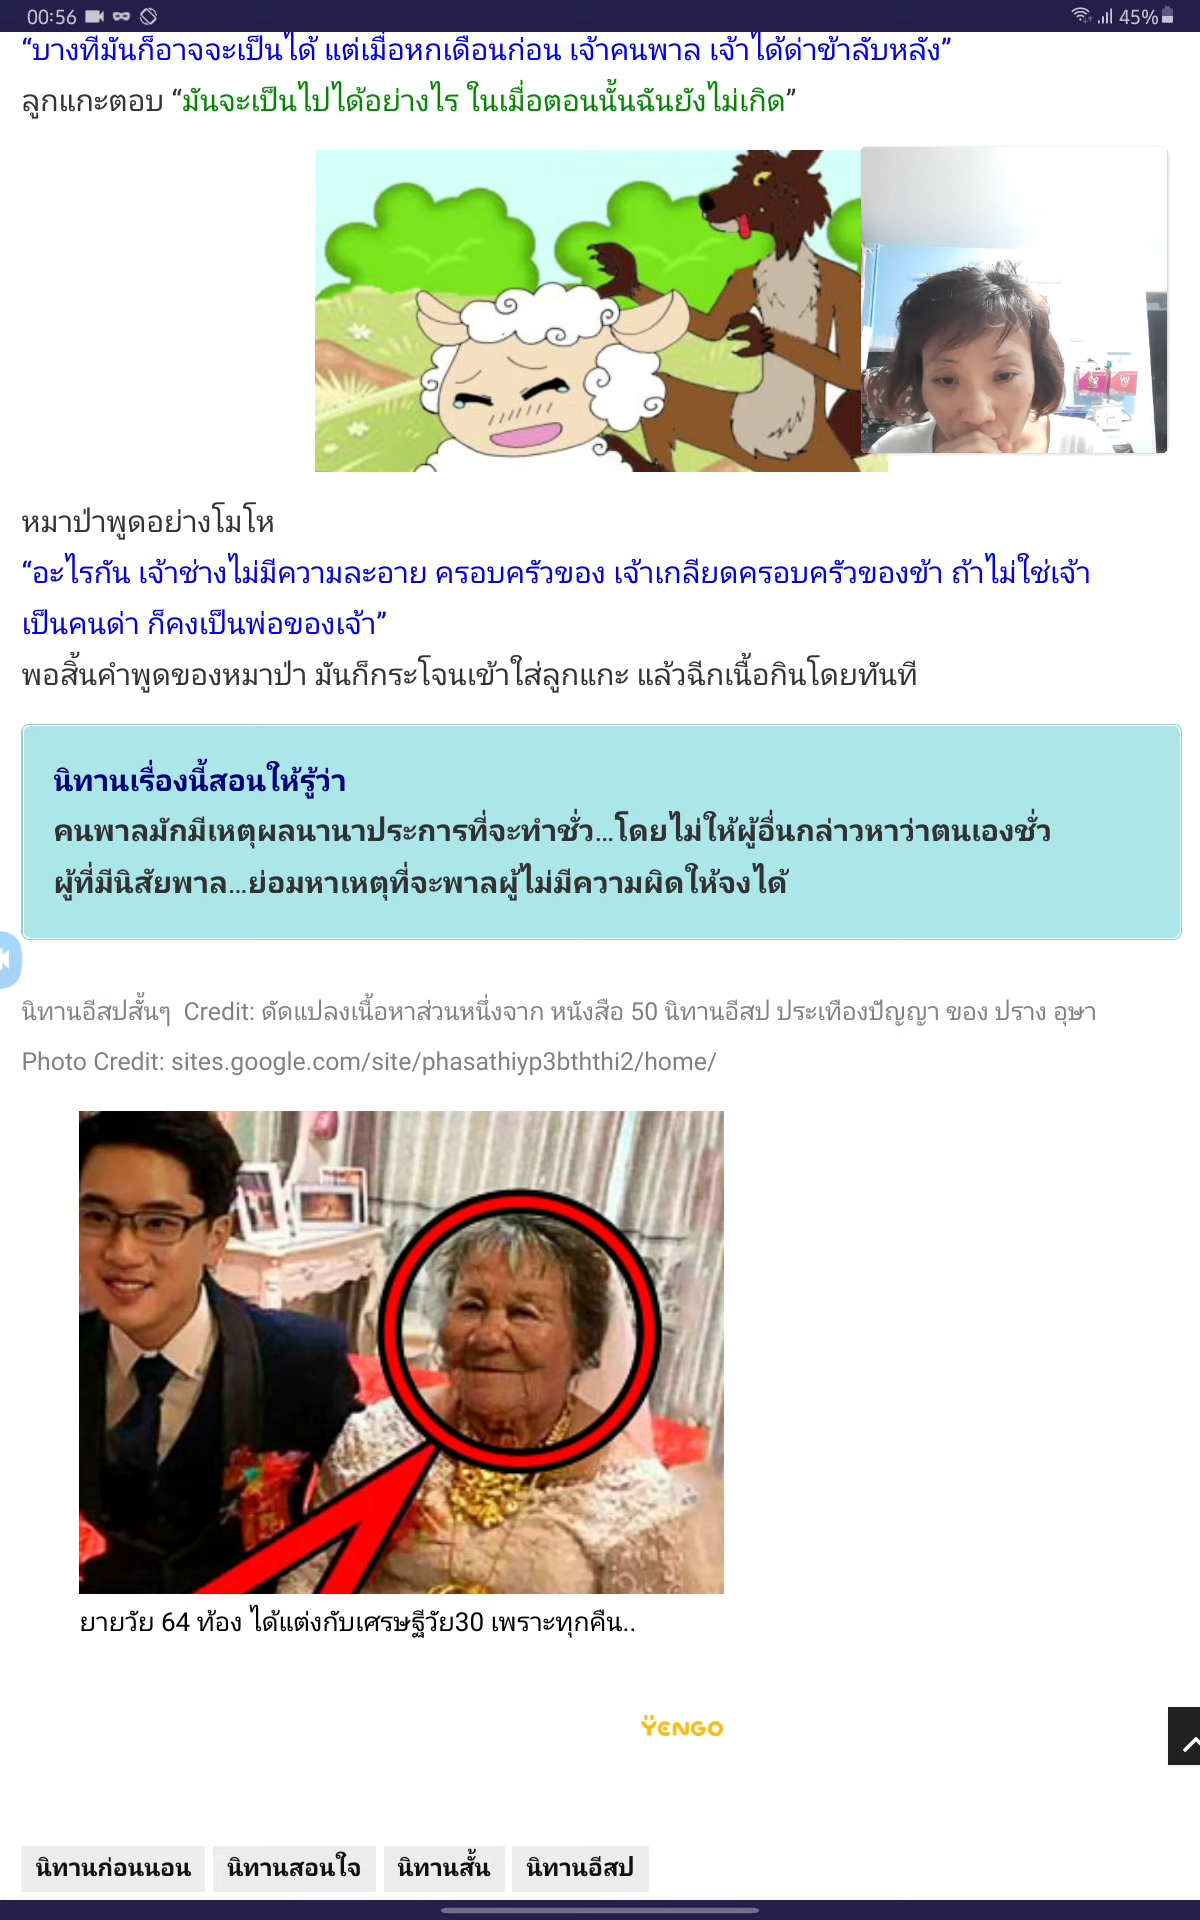 00:56
45%
“บางทีมันก็อาจจะเป็นได้ แต่เมื่อหกเดือนก่อน เจ้าคนพาล เจ้าได้ด่าข้าลับหลัง”
ลูกแกะตอบ “มันจะเป็นไปได้อย่างไร ในเมื่อตอนนั้นฉันยังไม่เกิด”
หมาป่าพูดอย่างโมโห
“อะไรกัน เจ้าช่างไม่มีความละอาย ครอบครัวของ เจ้าเกลียดครอบครัวของข้า ถ้าไม่ใช่เจ้า
เป็นคนด่า ก็คงเป็นพ่อของเจ้า”
พอสิ้นคำพูดของหมาป่า มันก็กระโจนเข้าใส่ลูกแกะ แล้วฉีกเนื้อกินโดยทันที
นิทานเรื่องนี้สอนให้รู้ว่า
คนพาลมักมีเหตุผลนานาประการที่จะทำชั่ว...โดยไม่ให้ผู้อื่นกล่าวหาว่าตนเองชั่ว
ผู้ที่มีนิสัยพาล...ย่อมหาเหตุที่จะพาลผู้ไม่มีความผิดให้จงได้
นิทานอีสปสั้นๆ Credit: ดัดแปลงเนื้อหาส่วนหนึ่งจาก หนังสือ 50 นิทานอีสป ประเทืองปัญญา ของ ปราง อุษา
Photo Credit: sites.google.com/site/phasathiyp3bththi2/home/
ยายวัย 64 ท้อง ได้แต่งกับเศรษฐีวัย30 เพราะทุกคืน..
YENGO
นิทานก่อนนอน นิทานสอนใจ นิทานสั้น นิทานอีสป